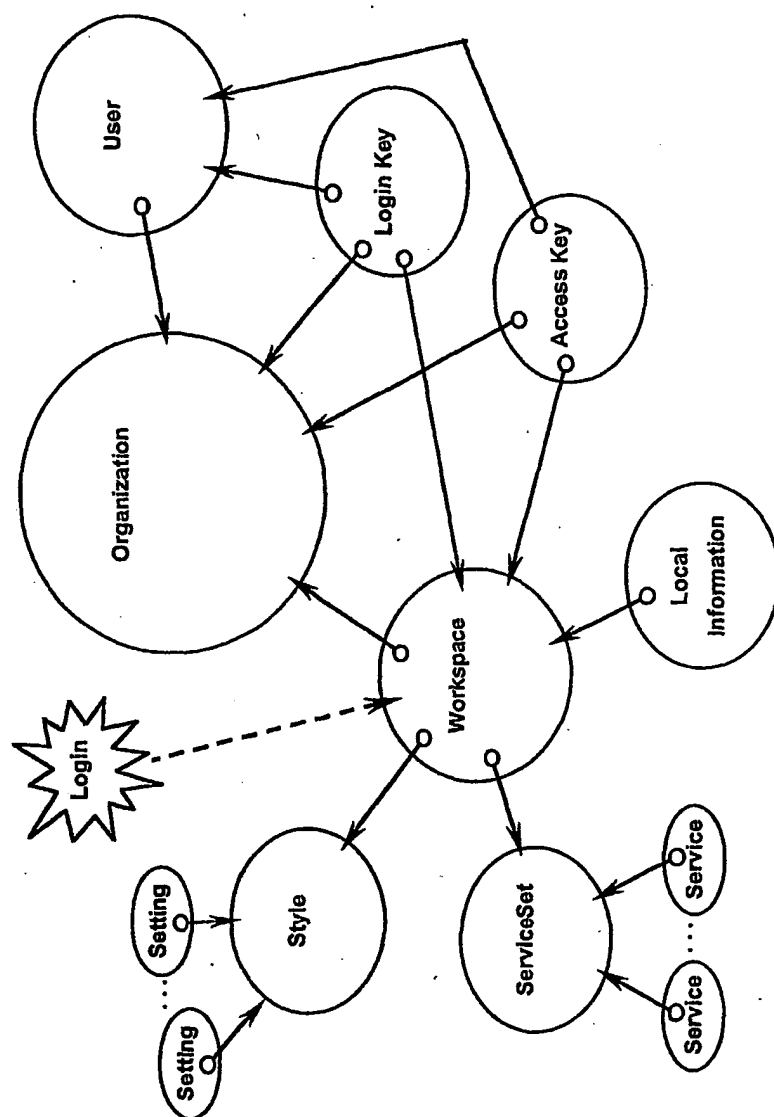 Login
Organization
User
Setting
Setting
Style
Login Key
Workspace
ServiceSet
Access Key
Local
Information
Service
Service